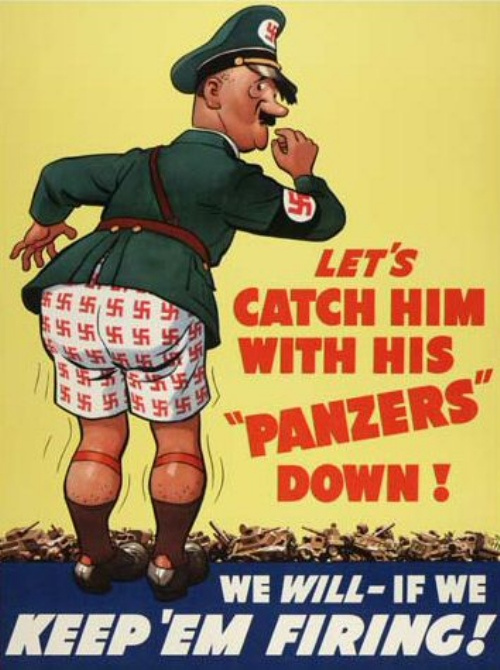 LET'S
CATCH HIM
WITH HIS
"PANZERS"
DOWN!
WE WILL-IF WE
KEEP 'EM FIRING!